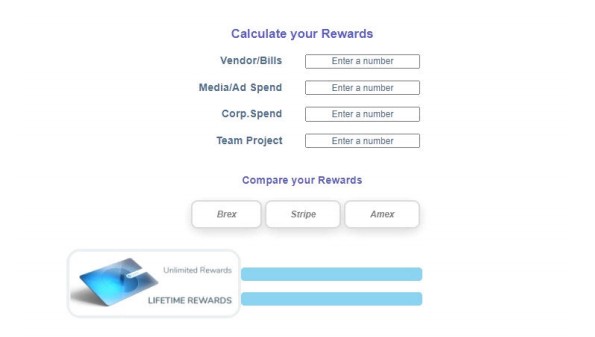 Calculate your Rewards
Vendor/Bills Enter a number
Media/Ad Spend Enter a number
Corp.Spend Enter a number
Team Project Enter a number
Compare your Rewards
Brex Stripe Amex
Unlimited Rewards
LIFETIME REWARDS